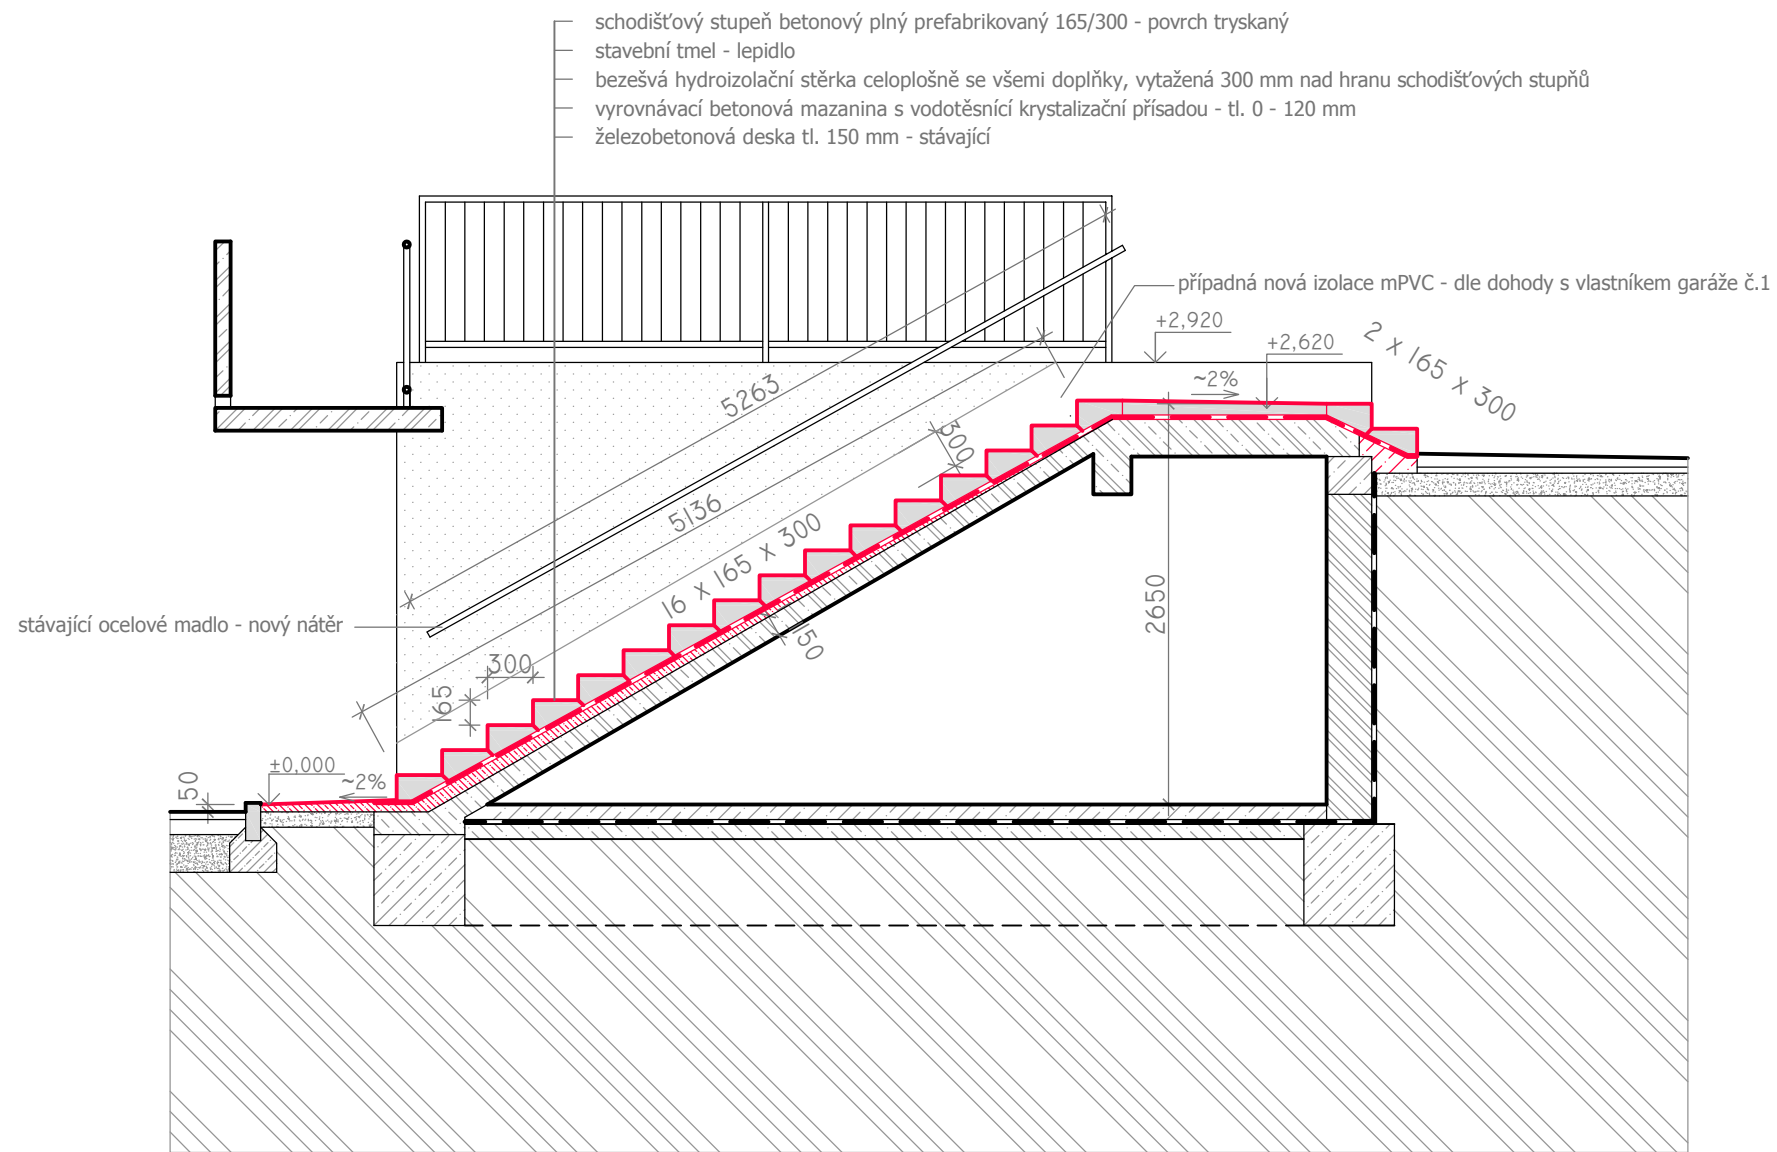 schodišťový stupeň betonový plný prefabrikovaný 165/300 - povrch tryskaný
stavební tmel - lepidlo
bezešvá hydroizolační stěrka celoplošně se všemi doplňky, vytažená 300 mm nad hranu schodišťových stupňů
vyrovnávací betonová mazanina s vodotěsnící krystalizační přísadou - tl. 0 - 120 mm
železobetonová deska tl. 150 mm - stávající
případná nová izolace mPVC - dle dohody s vlastníkem garáže č.1
+2,920
+2,620
2 x 165 x 300
~2%
5263
300
5136
16 x 165 x 300
2650
stávající ocelové madlo - nový nátěr
150
300
165
±0,000
~2%
50